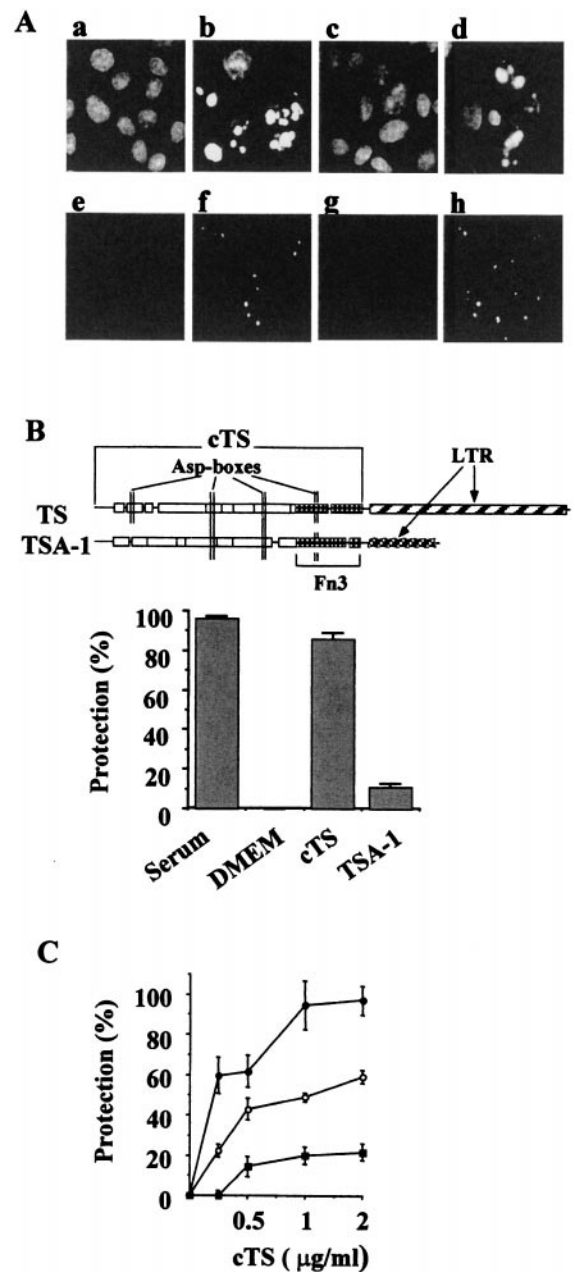 A
a b c d
e f g h
B
cTS
Asp-boxes
LTR
TS
TSA-1
Fn3
Protection (%)
100
80
60
40
20
0
Serum
DMEM
cTS
TSA-1
C
Protection (%)
100
80
60
40
20
0
0.5 1 2
cTS ( μg/ml)